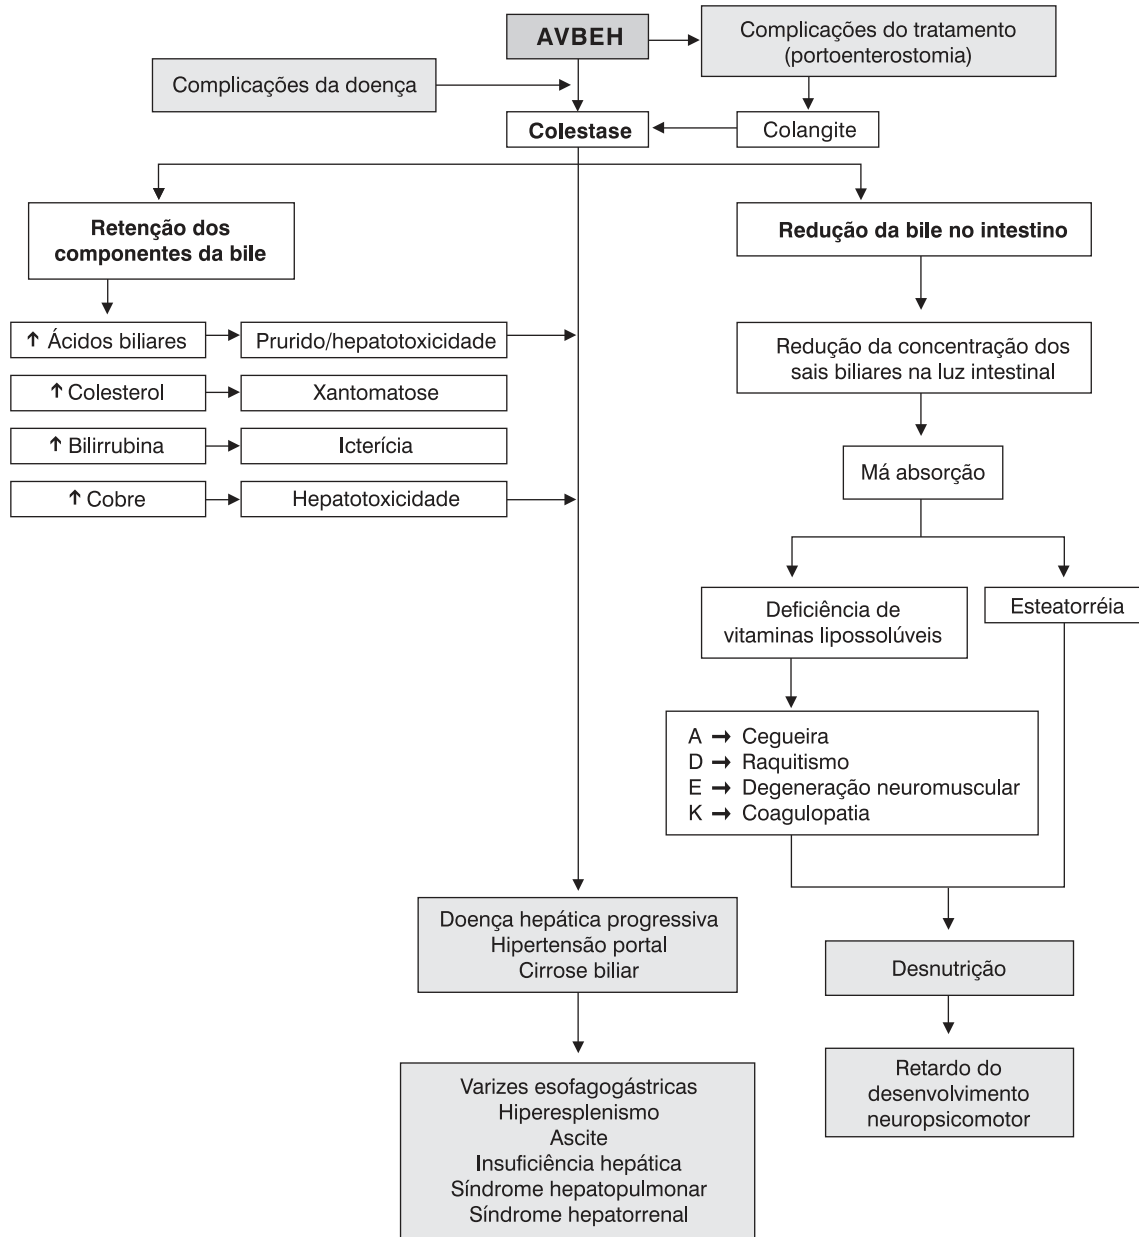 AVBEH
Complicações do tratamento
(portoenterostomia)
Complicações da doença
Colestase
Colangite
Retenção dos
componentes da bile
Redução da bile no intestino
↑ Ácidos biliares
Prurido/hepatotoxicidade
↑ Colesterol
Xantomatose
↑ Bilirrubina
Icterícia
↑ Cobre
Hepatotoxicidade
Redução da concentração dos
sais biliares na luz intestinal
Má absorção
Deficiência de
vitaminas lipossolúveis
Esteatorréia
A → Cegueira
D → Raquitismo
E → Degeneração neuromuscular
K → Coagulopatia
Doença hepática progressiva
Hipertensão portal
Cirrose biliar
Desnutrição
Varizes esofagogástricas
Hiperesplenismo
Ascite
Insuficiência hepática
Síndrome hepatopulmonar
Síndrome hepatorrenal
Retardo do
desenvolvimento
neuropsicomotor